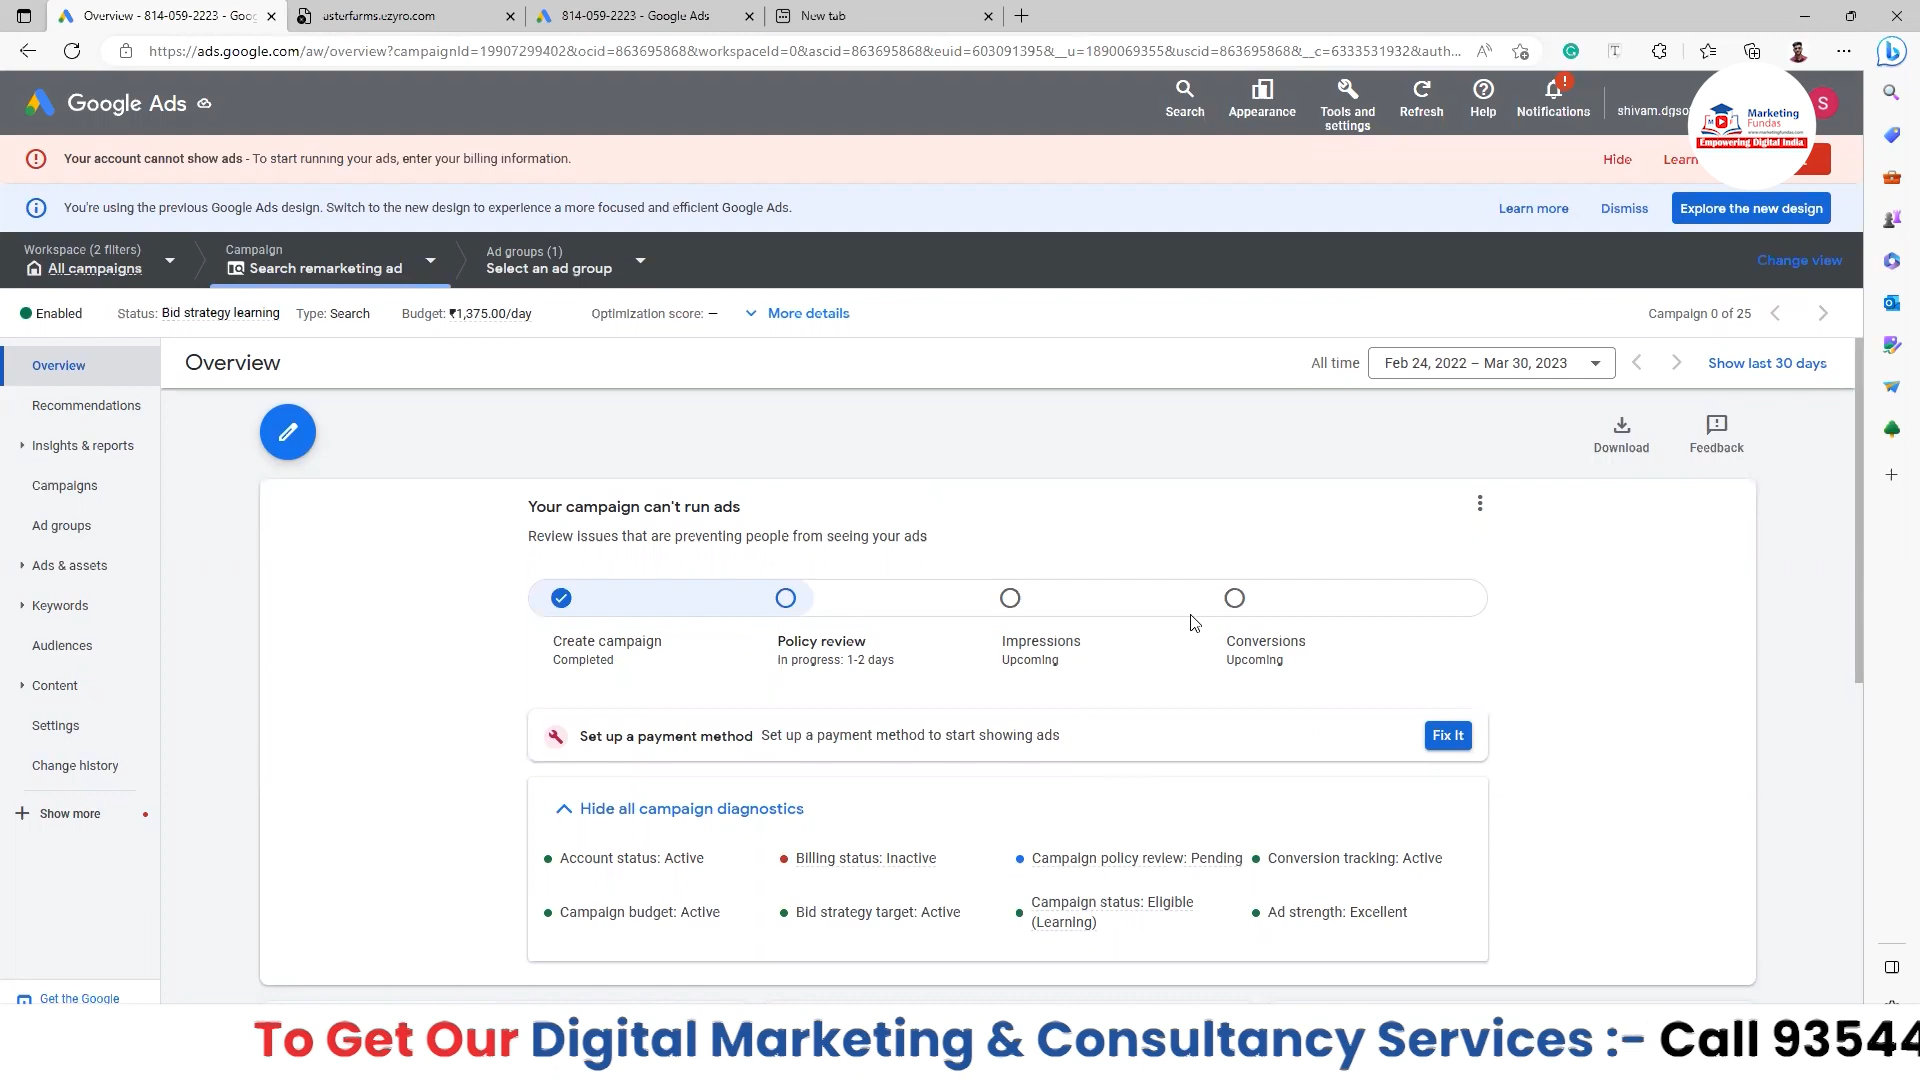 Overview - 814-059-2223 - Goog
asterfarms.ezyro.com
814-059-2223 - Google Ads
New tab
https://ads.google.com/aw/overview?campaignId=19907299402&ocid=863695868&workspaceId=0&ascid=863695868&euid=603091395&__u=1890069355&uscid=863695868&__c=6333531932&auth...
Google Ads
Search
Appearance
Tools and settings
Refresh
Help
Notifications
shivam.dgso
S
Marketing
Fundas
www.marketingfundas.com
Empowering Digital India
Your account cannot show ads - To start running your ads, enter your billing information.
Hide
Learn
You're using the previous Google Ads design. Switch to the new design to experience a more focused and efficient Google Ads.
Learn more
Dismiss
Explore the new design
Workspace (2 filters)
All campaigns
Campaign
Search remarketing ad
Ad groups (1)
Select an ad group
Change view
Enabled
Status: Bid strategy learning
Type: Search
Budget: ₹1,375.00/day
Optimization score: –
More details
Campaign 0 of 25
Overview
All time
Feb 24, 2022 – Mar 30, 2023
Show last 30 days
Overview
Recommendations
Insights & reports
Campaigns
Ad groups
Ads & assets
Keywords
Audiences
Content
Settings
Change history
Show more
Get the Google
Download
Feedback
Your campaign can't run ads
Review issues that are preventing people from seeing your ads
Create campaign
Completed
Policy review
In progress: 1-2 days
Impressions
Upcoming
Conversions
Upcoming
Set up a payment method
Set up a payment method to start showing ads
Fix It
Hide all campaign diagnostics
Account status: Active
Billing status: Inactive
Campaign policy review: Pending
Conversion tracking: Active
Campaign budget: Active
Bid strategy target: Active
Campaign status: Eligible
(Learning)
Ad strength: Excellent
To Get Our Digital Marketing & Consultancy Services :- Call 93544